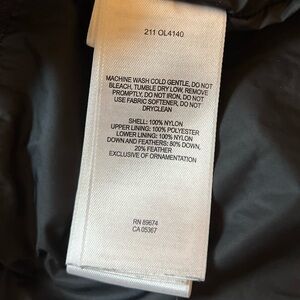 211 OL4140
MACHINE WASH COLD GENTLE, DO NOT
BLEACH, TUMBLE DRY LOW, REMOVE
PROMPTLY, DO NOT IRON, DO NOT
USE FABRIC SOFTENER, DO NOT
DRYCLEAN
SHELL: 100% NYLON
UPPER LINING: 100% POLYESTER
LOWER LINING: 100% NYLON
DOWN AND FEATHERS: 80% DOWN,
20% FEATHER
EXCLUSIVE OF ORNAMENTATION
RN 89674
CA 05367